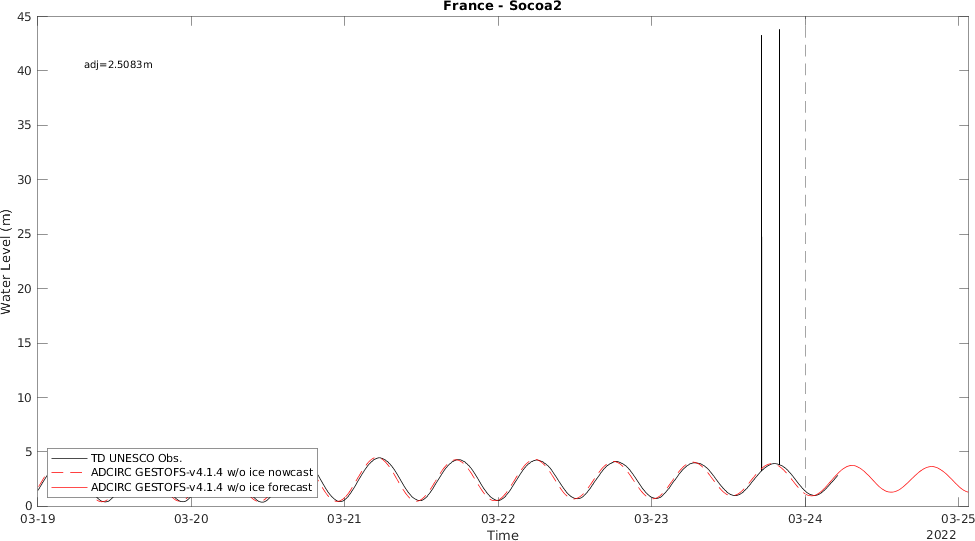 France - Socoa2
45
40
35
30
25
20
15
10
5
0
Water Level (m)
adj=2.5083m
TD UNESCO Obs.
ADCIRC GESTOFS-v4.1.4 w/o ice nowcast
ADCIRC GESTOFS-v4.1.4 w/o ice forecast
03-19 03-20 03-21 03-22 03-23 03-24 03-25
Time
2022